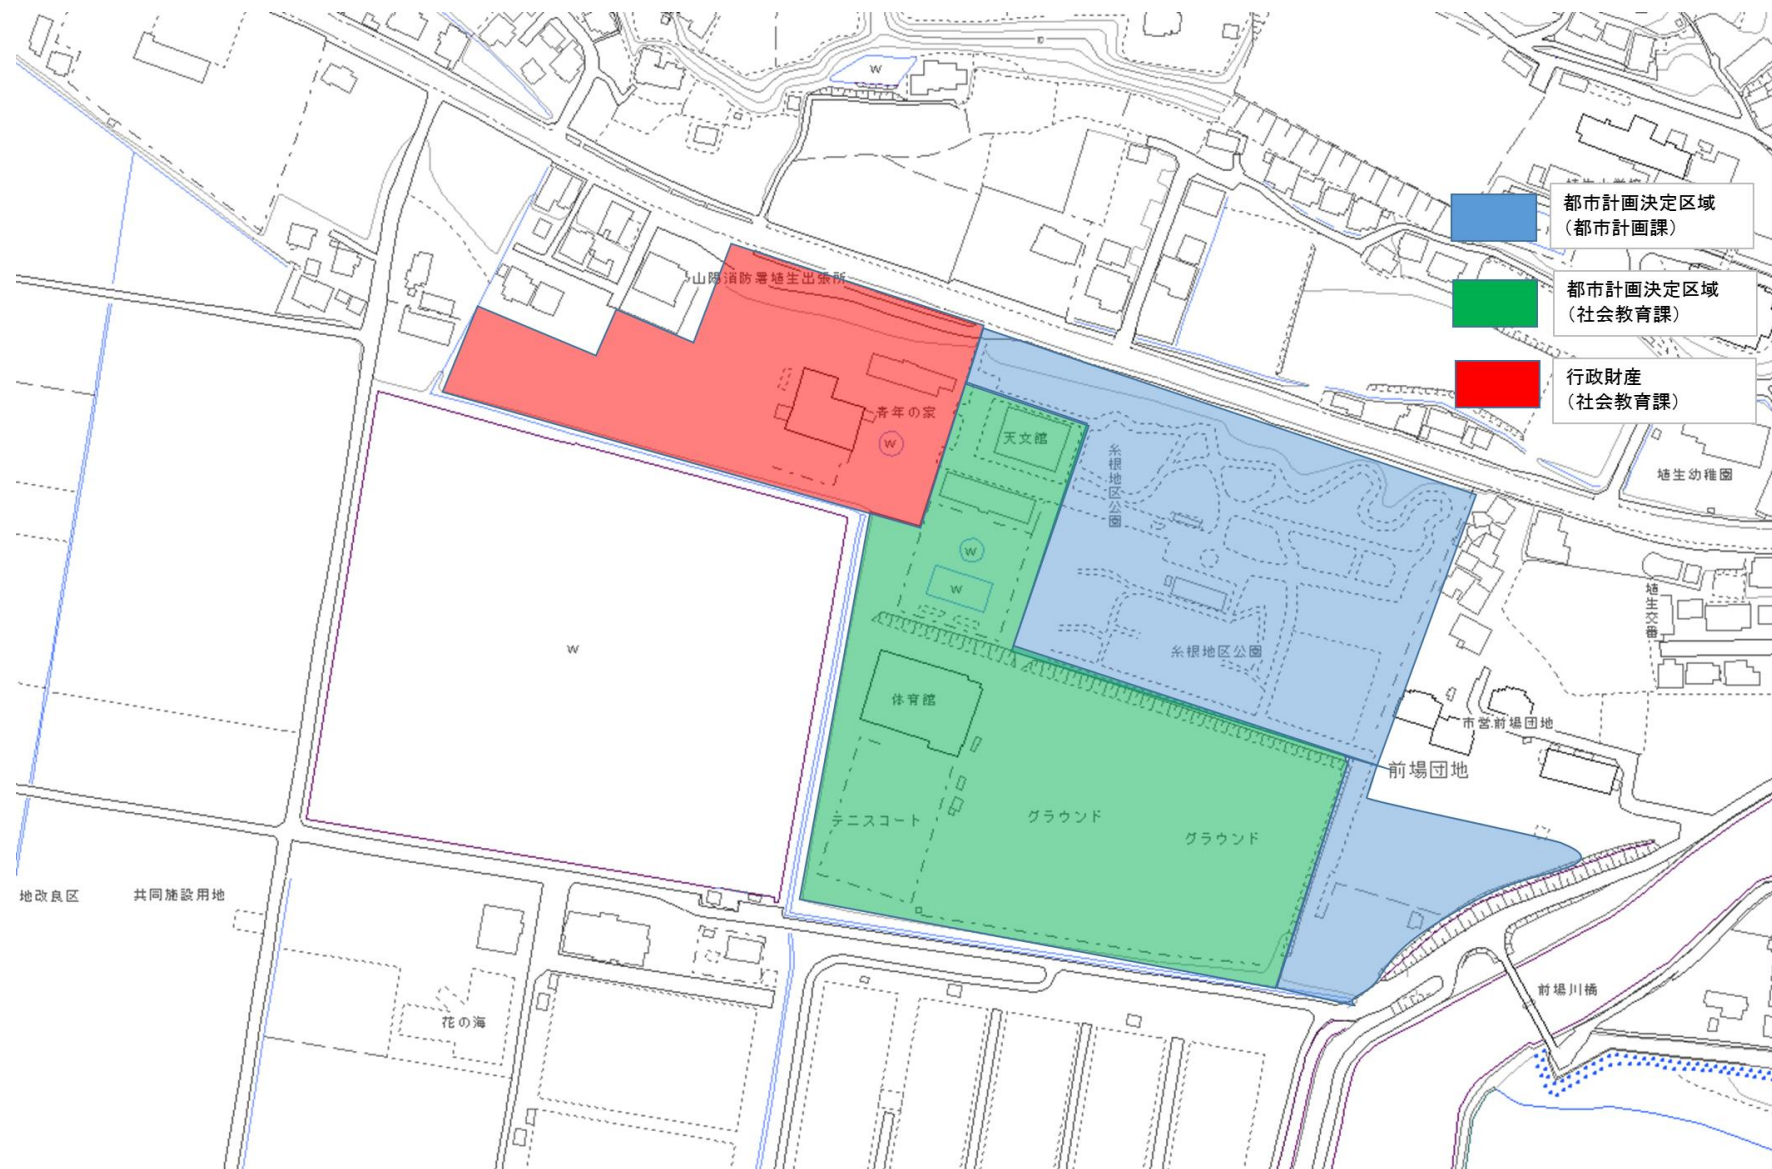 W
都市計画決定区域
（都市計画課）
山陽消防署埴生出張所
都市計画決定区域
（社会教育課）
行政財産
（社会教育課）
青年の家
W
天文館
糸根地区公園
埴生幼稚園
W
W
埴生交番
W
糸根地区公園
体育館
市営前場団地
前場団地
テニスコート
グラウンド
グラウンド
地改良区
共同施設用地
前場川橋
花の海